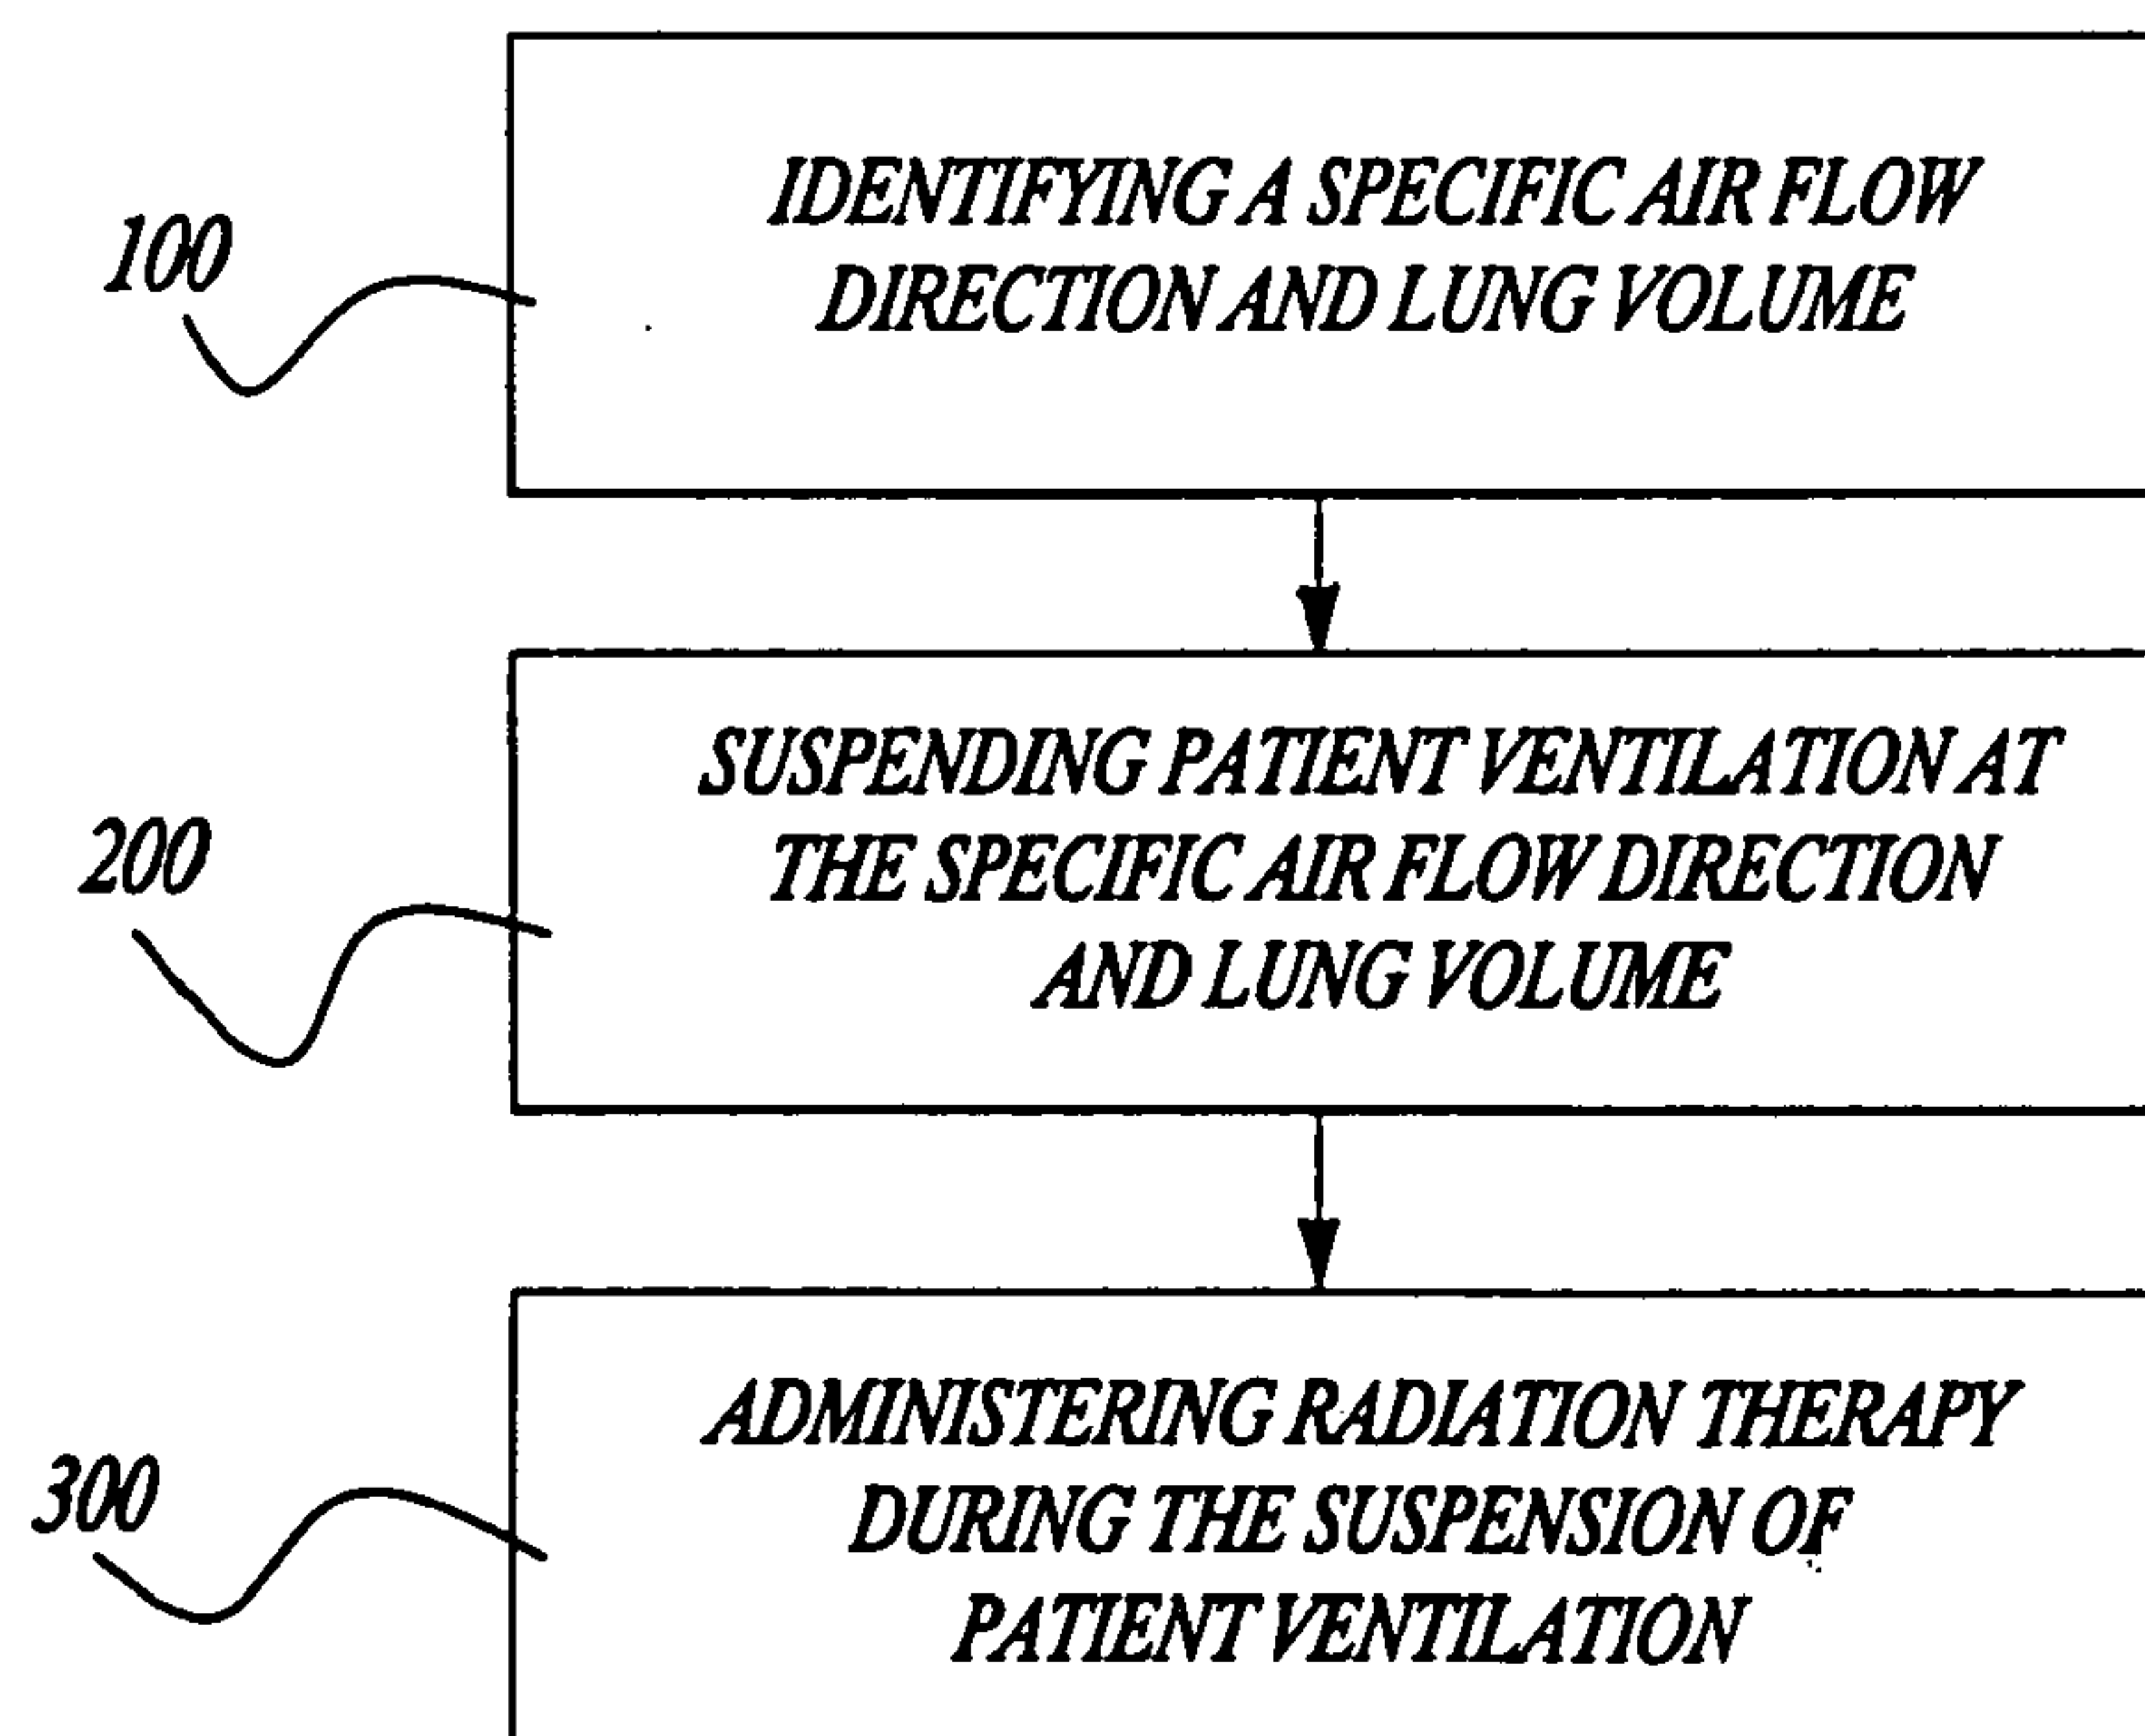 100
IDENTIFYING A SPECIFIC AIR FLOW
DIRECTION AND LUNG VOLUME
200
SUSPENDING PATIENT VENTILATION AT
THE SPECIFIC AIR FLOW DIRECTION
AND LUNG VOLUME
300
ADMINISTERING RADIATION THERAPY
DURING THE SUSPENSION OF
PATIENT VENTILATION